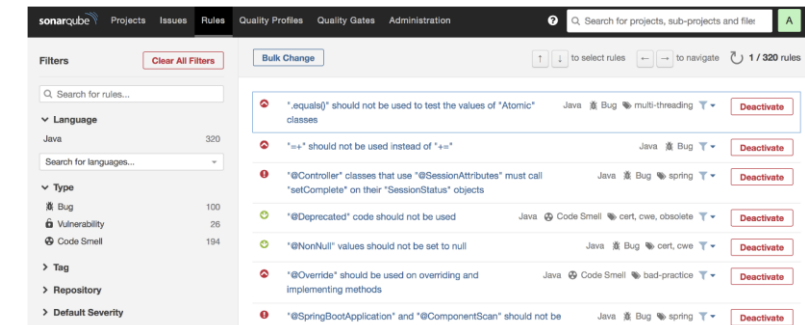 sonarqube Projects Issues Rules Quality Profiles Quality Gates Administration ? Search for projects, sub-projects and files A
Filters Clear All Filters
Bulk Change ↑ ↓ to select rules ← → to navigate 1 / 320 rules
Search for rules...
Language
Java 320
Search for languages...
Type
Bug 100
Vulnerability 26
Code Smell 194
Tag
Repository
Default Severity
".equals()" should not be used to test the values of "Atomic" classes Java Bug multi-threading Deactivate
"=+" should not be used instead of "+=" Java Bug Deactivate
"@Controller" classes that use "@SessionAttributes" must call "setComplete" on their "SessionStatus" objects Java Bug spring Deactivate
"@Deprecated" code should not be used Java Code Smell cert, cwe, obsolete Deactivate
"@NonNull" values should not be set to null Java Bug cert, cwe Deactivate
"@Override" should be used on overriding and implementing methods Java Code Smell bad-practice Deactivate
"@SpringBootApplication" and "@ComponentScan" should not be Java Bug spring Deactivate